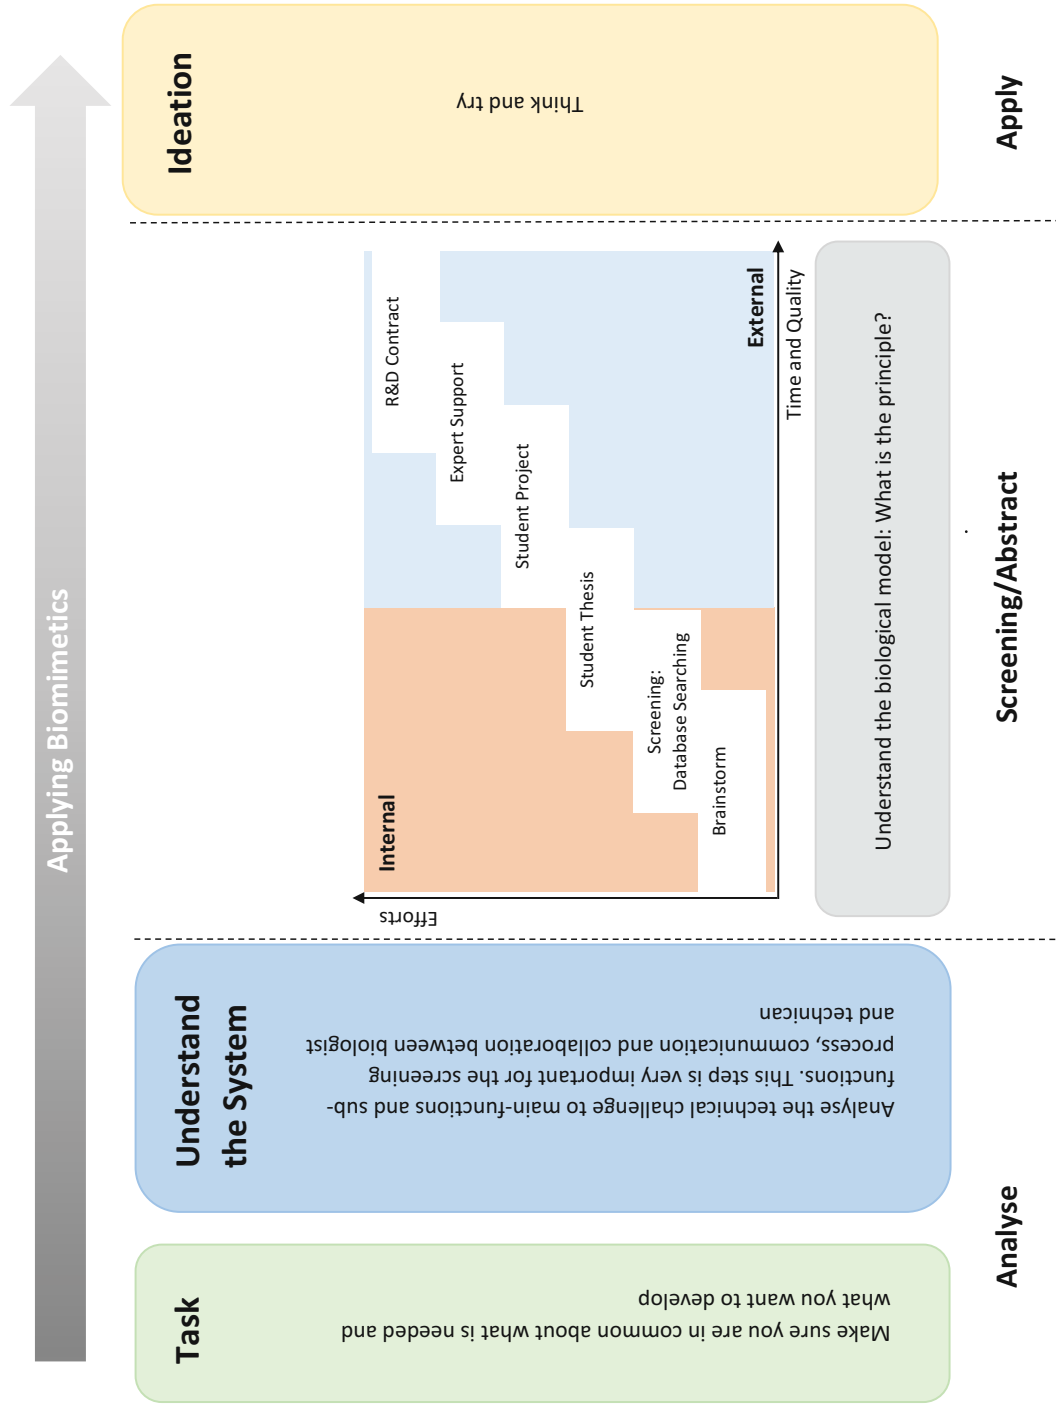 Applying Biomimetics
Task
Make sure you are in common about what is needed and
what you want to develop
Understand
the System
Analyse the technical challenge to main-functions and sub-
functions. This step is very important for the screening
process, communication and collaboration between biologist
and technican
Efforts
Internal
R&D Contract
Expert Support
Student Project
Student Thesis
Screening:
Database Searching
Brainstorm
External
Time and Quality
Understand the biological model: What is the principle?
Ideation
Think and try
Analyse
Screening/Abstract
.
Apply